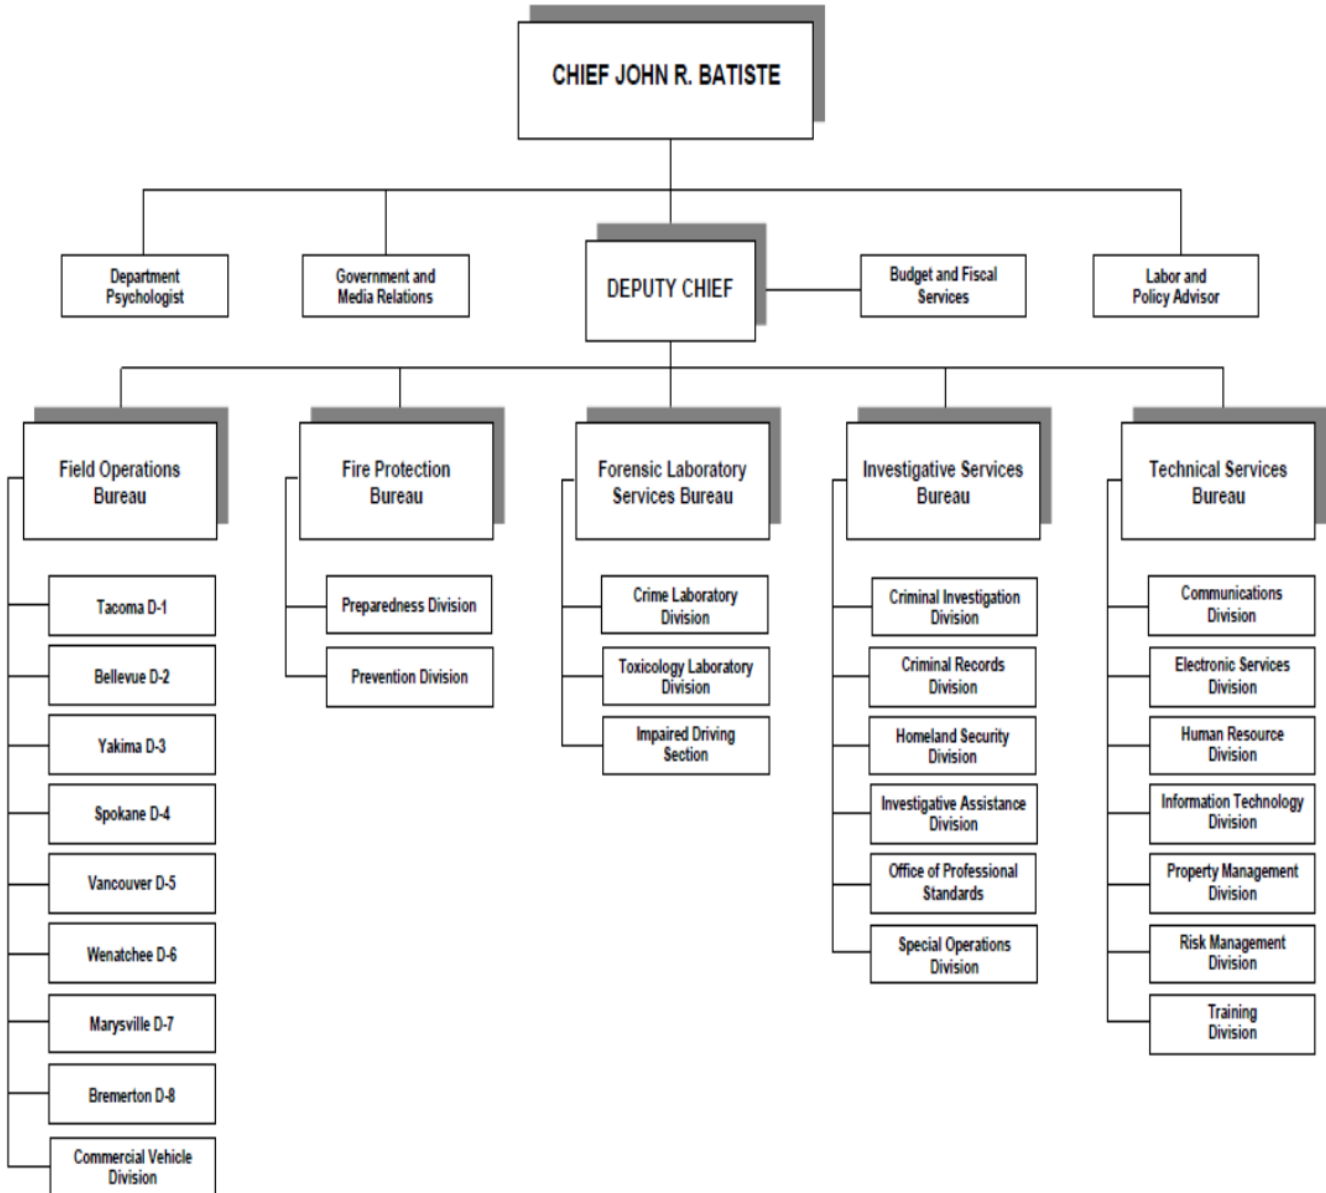 CHIEF JOHN R. BATISTE
Department
Psychologist
Government and
Media Relations
DEPUTY CHIEF
Budget and Fiscal
Services
Labor and
Policy Advisor
Field Operations
Bureau
Fire Protection
Bureau
Forensic Laboratory
Services Bureau
Investigative Services
Bureau
Technical Services
Bureau
Tacoma D-1
Bellevue D-2
Yakima D-3
Spokane D-4
Vancouver D-5
Wenatchee D-6
Marysville D-7
Bremerton D-8
Commercial Vehicle
Division
Preparedness Division
Prevention Division
Crime Laboratory
Division
Toxicology Laboratory
Division
Impaired Driving
Section
Criminal Investigation
Division
Criminal Records
Division
Homeland Security
Division
Investigative Assistance
Division
Office of Professional
Standards
Special Operations
Division
Communications
Division
Electronic Services
Division
Human Resource
Division
Information Technology
Division
Property Management
Division
Risk Management
Division
Training
Division